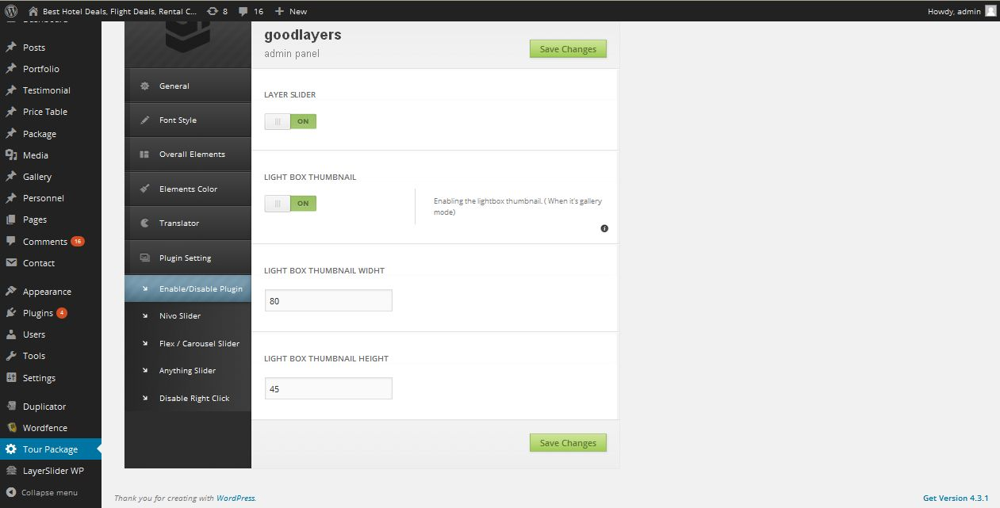 Best Hotel Deals, Flight Deals, Rental C...
8
16
New
Howdy, admin
Dashboard
Posts
Portfolio
Testimonial
Price Table
Package
Media
Gallery
Personnel
Pages
Comments 16
Contact
Appearance
Plugins 4
Users
Tools
Settings
Duplicator
Wordfence
Tour Package
LayerSlider WP
Collapse menu
General
Font Style
Overall Elements
Elements Color
Translator
Plugin Setting
Enable/Disable Plugin
Nivo Slider
Flex / Carousel Slider
Anything Slider
Disable Right Click
goodlayers
admin panel
Save Changes
LAYER SLIDER
ON
LIGHT BOX THUMBNAIL
ON
Enabling the lightbox thumbnail. ( When it's gallery
mode)
LIGHT BOX THUMBNAIL WIDHT
80
LIGHT BOX THUMBNAIL HEIGHT
45
Save Changes
Thank you for creating with WordPress.
Get Version 4.3.1